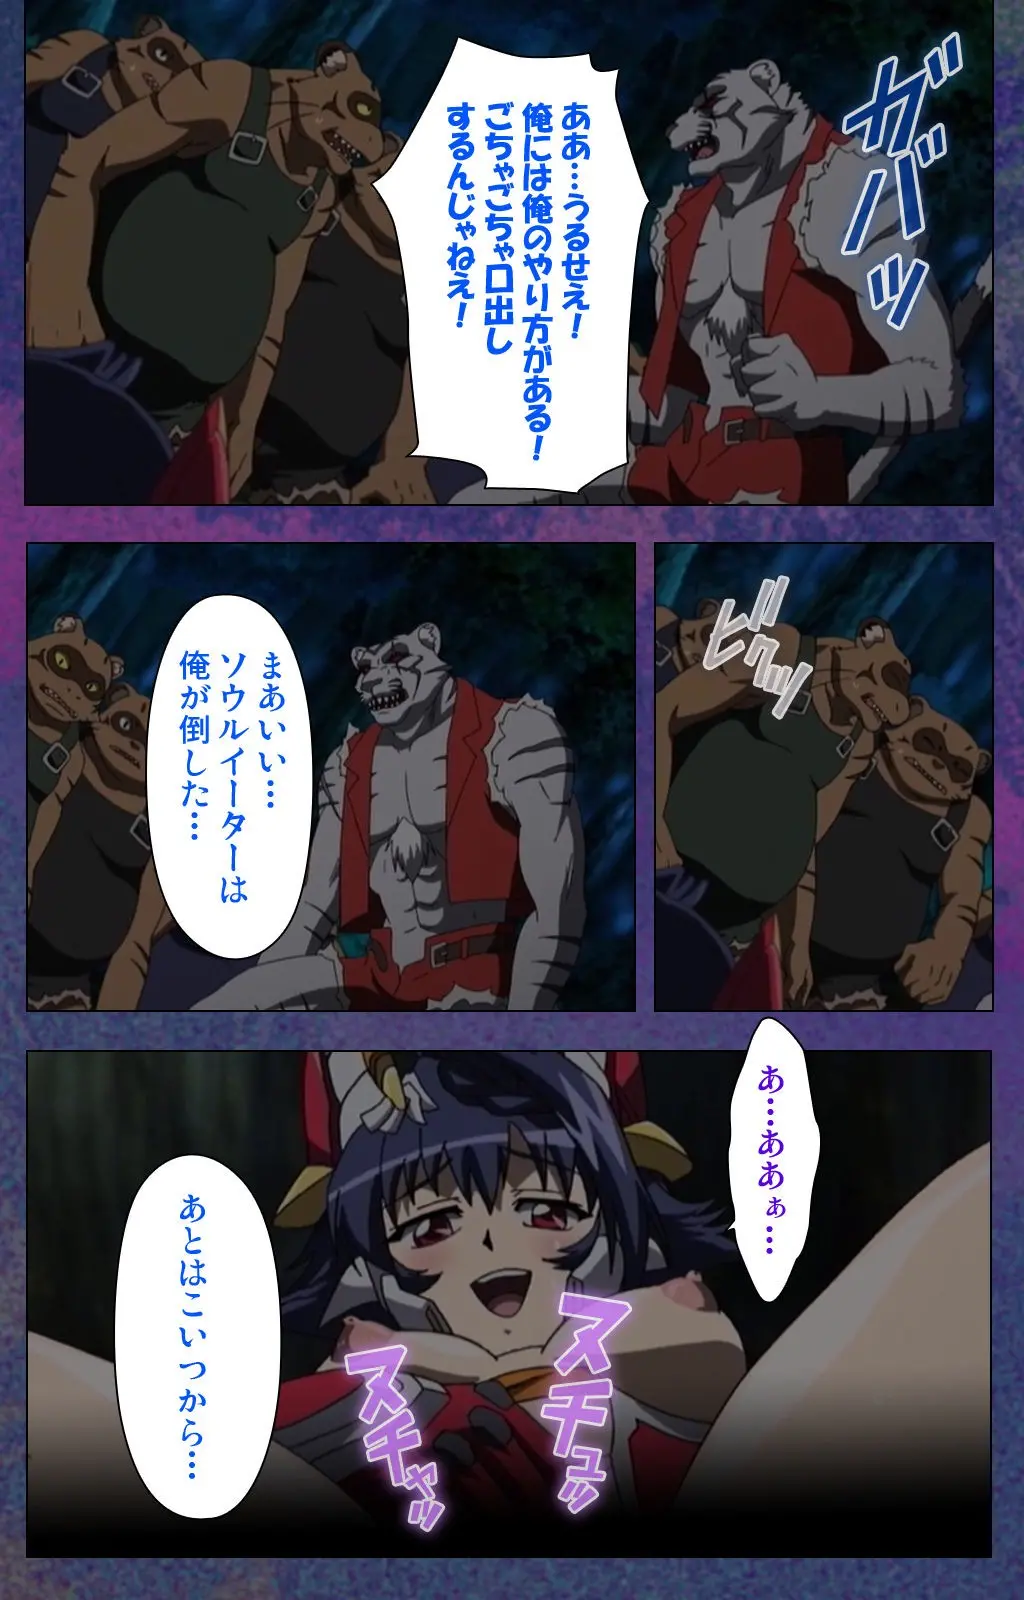 ガバッ
ああ…うるせえ！
俺には俺のやり方がある！
ごちゃごちゃ口出し
するんじゃねえ！
ビクッ
まあいい…
ソウルイーターは
俺が倒した…
あ…ああぁ…
ヌチュッ
ヌチャッ
あとはこいつから…